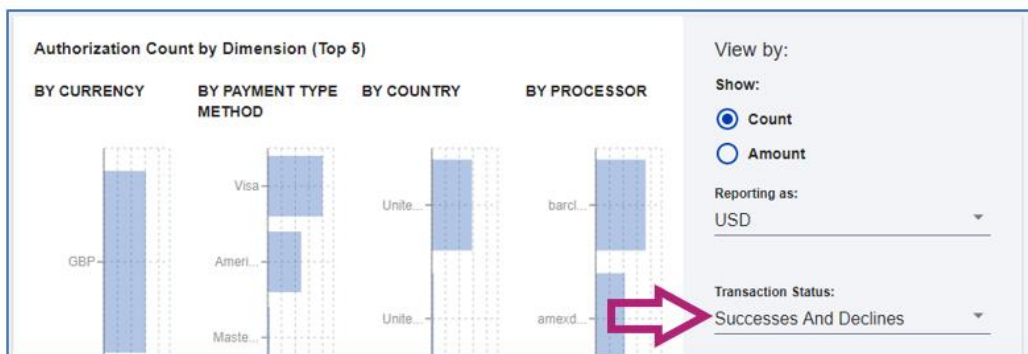 Authorization Count by Dimension (Top 5)
BY CURRENCY
BY PAYMENT TYPE
METHOD
BY COUNTRY
BY PROCESSOR
GBP
Visa
Ameri...
Maste...
Unite...
Unite...
barcl...
amexd...
View by:
Show:
Count
Amount
Reporting as:
USD
Transaction Status:
Successes And Declines